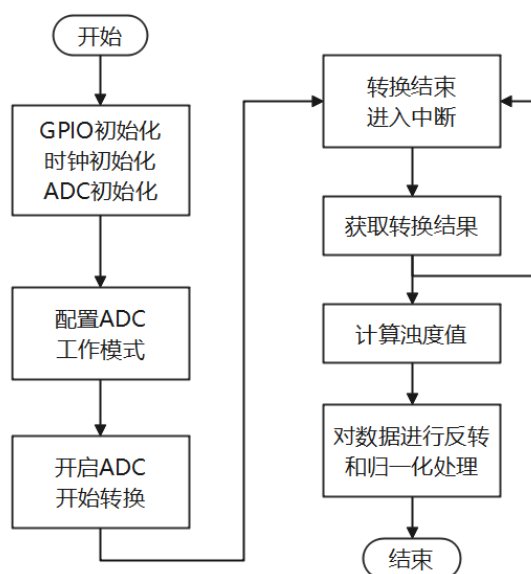 开始
GPIO初始化
时钟初始化
ADC初始化
配置ADC
工作模式
开启ADC
开始转换
转换结束
进入中断
获取转换结果
计算浊度值
对数据进行反转
和归一化处理
结束